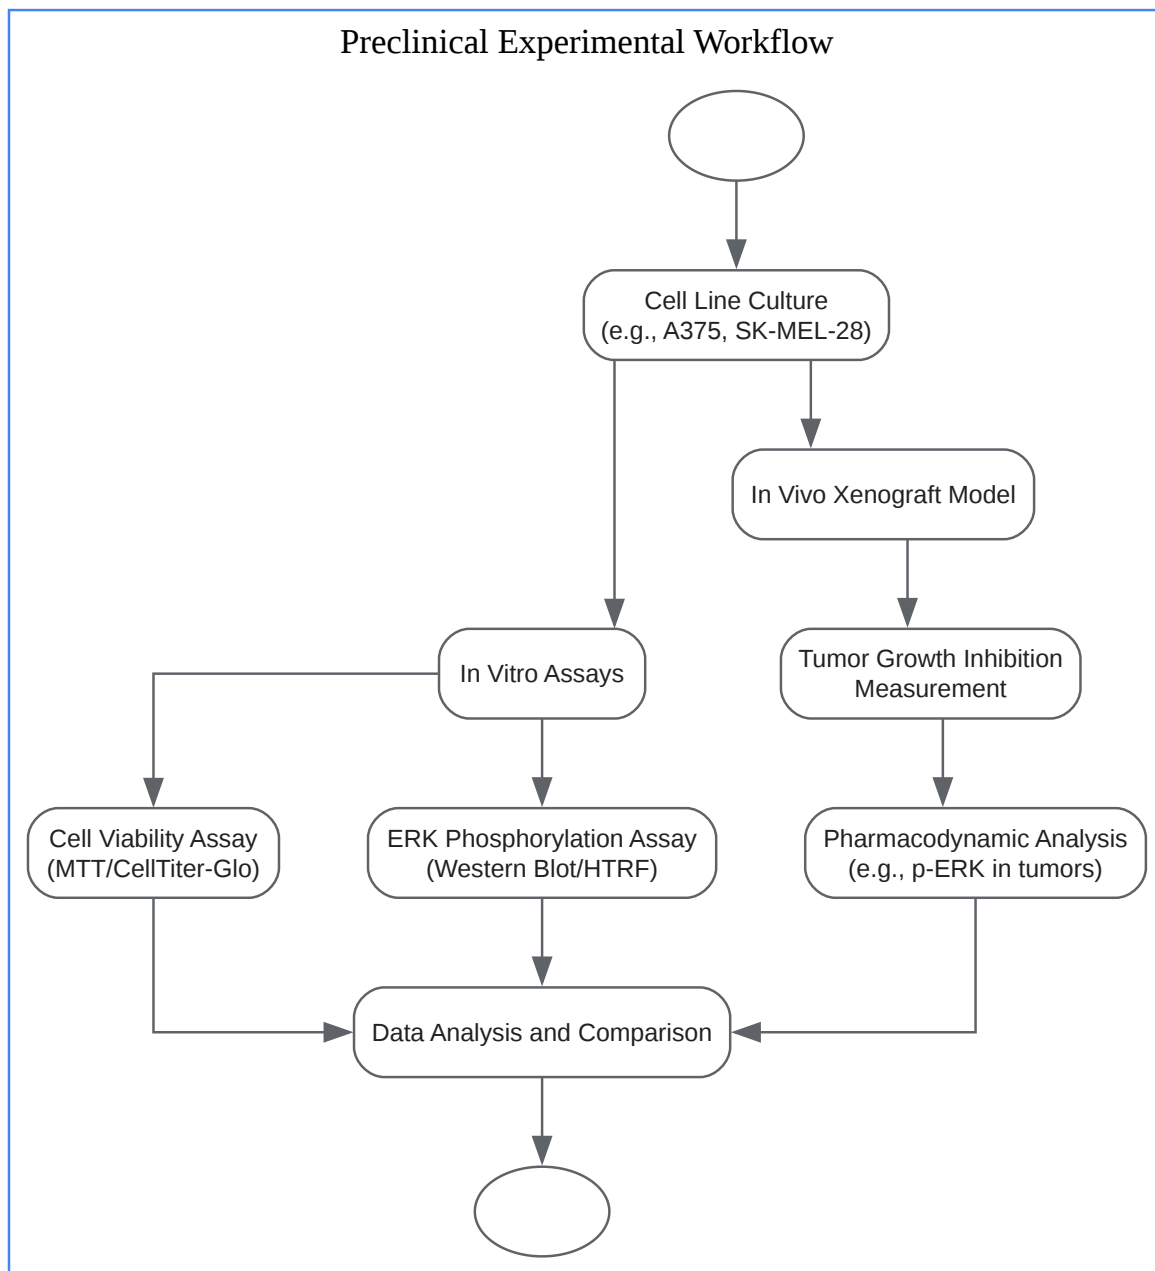 Preclinical Experimental Workflow
Cell Line Culture
(e.g., A375, SK-MEL-28)
In Vivo Xenograft Model
In Vitro Assays
Tumor Growth Inhibition
Measurement
Cell Viability Assay
(MTT/CellTiter-Glo)
ERK Phosphorylation Assay
(Western Blot/HTRF)
Pharmacodynamic Analysis
(e.g., p-ERK in tumors)
Data Analysis and Comparison